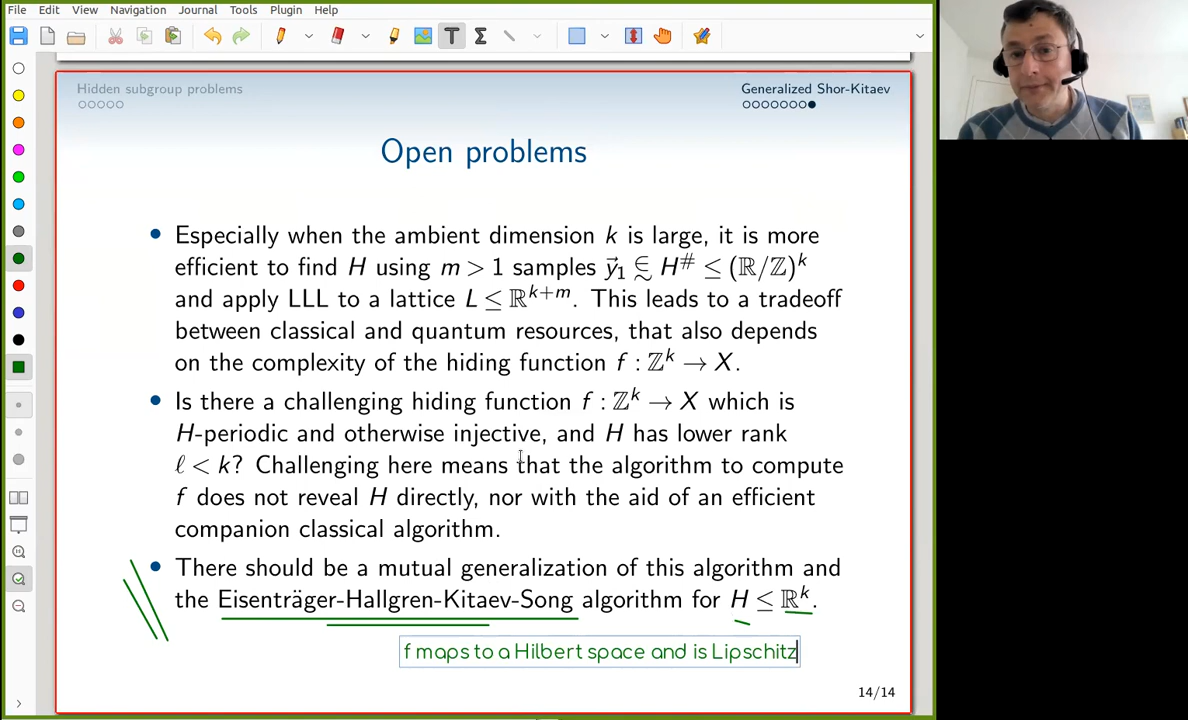 File Edit View Navigation Journal Tools Plugin Help
Hidden subgroup problems
Generalized Shor-Kitaev
Open problems
• Especially when the ambient dimension k is large, it is more
efficient to find H using m > 1 samples y⃗₁ ⪝ H^# ≤ (ℝ/ℤ)^k
and apply LLL to a lattice L ≤ ℝ^{k+m}. This leads to a tradeoff
between classical and quantum resources, that also depends
on the complexity of the hiding function f : ℤ^k → X.
• Is there a challenging hiding function f : ℤ^k → X which is
H-periodic and otherwise injective, and H has lower rank
ℓ < k? Challenging here means that the algorithm to compute
f does not reveal H directly, nor with the aid of an efficient
companion classical algorithm.
• There should be a mutual generalization of this algorithm and
the Eisenträger-Hallgren-Kitaev-Song algorithm for H ≤ ℝ^k.
f maps to a Hilbert space and is Lipschitz
14/14